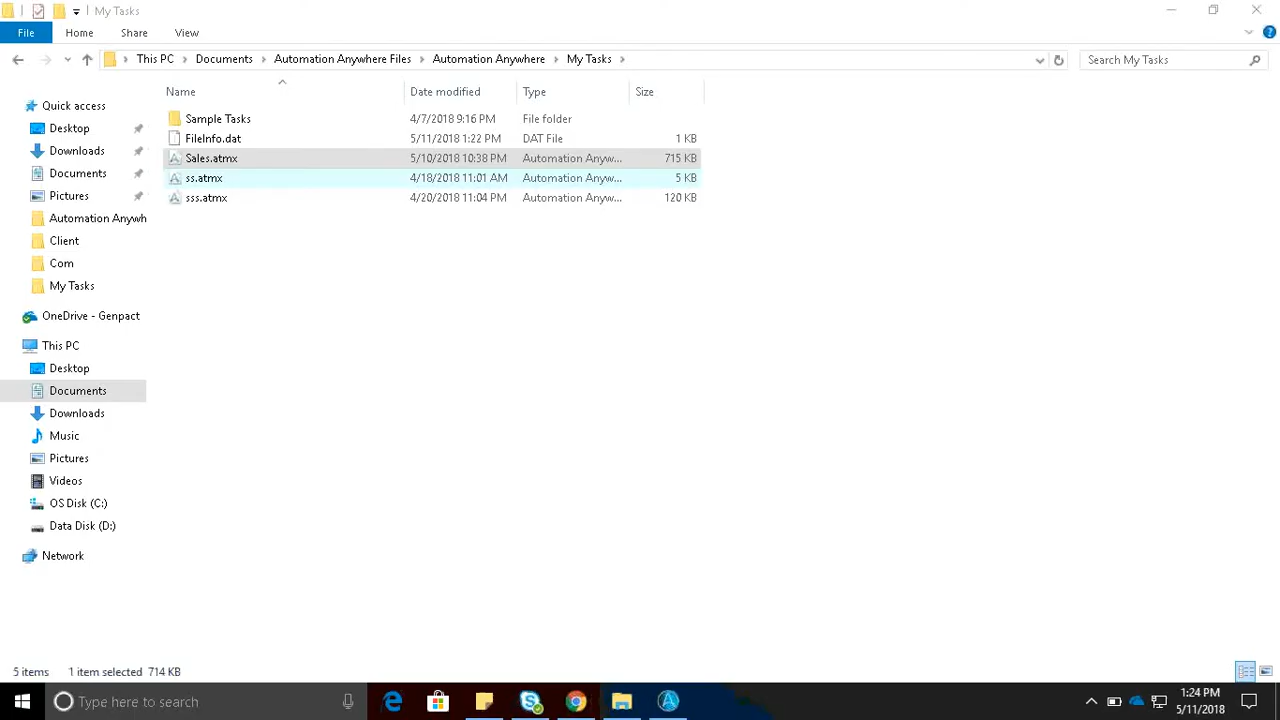 My Tasks
File Home Share View
This PC Documents Automation Anywhere Files Automation Anywhere My Tasks
Search My Tasks
Name Date modified Type Size
Sample Tasks 4/7/2018 9:16 PM File folder
FileInfo.dat 5/11/2018 1:22 PM DAT File 1 KB
Sales.atmx 5/10/2018 10:38 PM Automation Anyw... 715 KB
ss.atmx 4/18/2018 11:01 AM Automation Anyw... 5 KB
sss.atmx 4/20/2018 11:04 PM Automation Anyw... 120 KB
Quick access
Desktop
Downloads
Documents
Pictures
Automation Anywh
Client
Com
My Tasks
OneDrive - Genpact
This PC
Desktop
Documents
Downloads
Music
Pictures
Videos
OS Disk (C:)
Data Disk (D:)
Network
5 items 1 item selected 714 KB
Type here to search
1:24 PM
5/11/2018